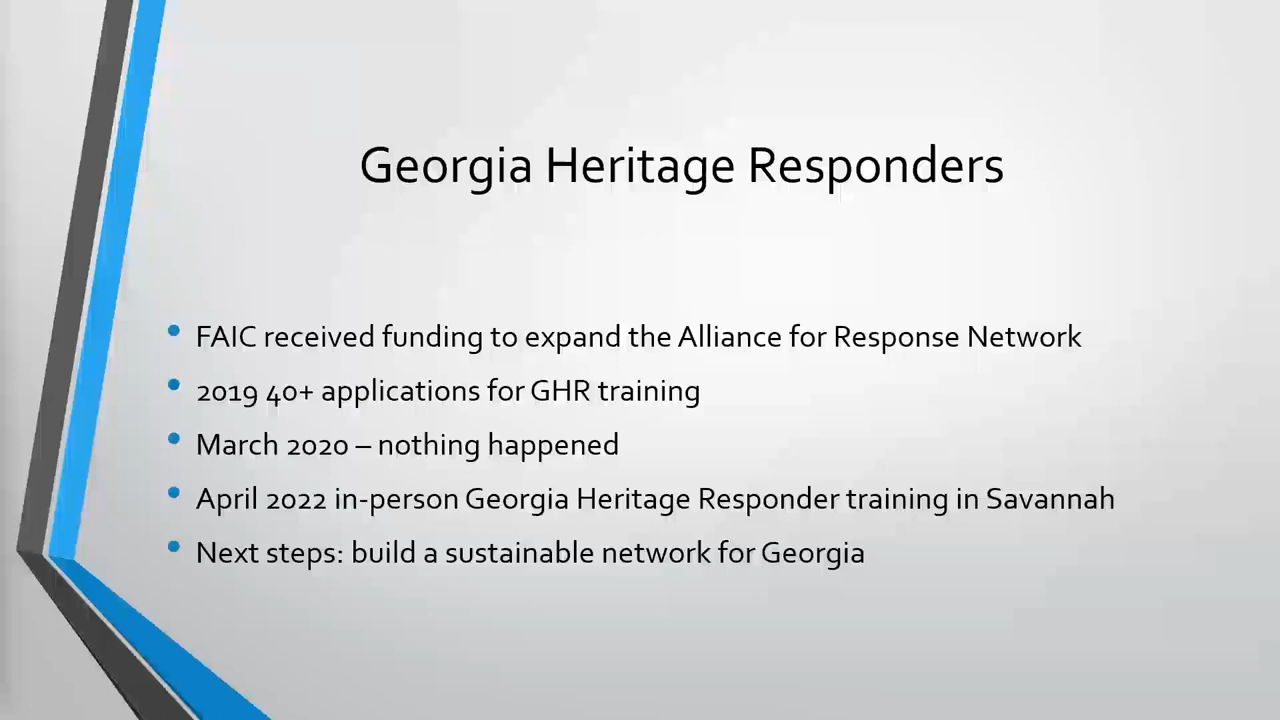 Georgia Heritage Responders
• FAIC received funding to expand the Alliance for Response Network
• 2019 40+ applications for GHR training
• March 2020 – nothing happened
• April 2022 in-person Georgia Heritage Responder training in Savannah
• Next steps: build a sustainable network for Georgia